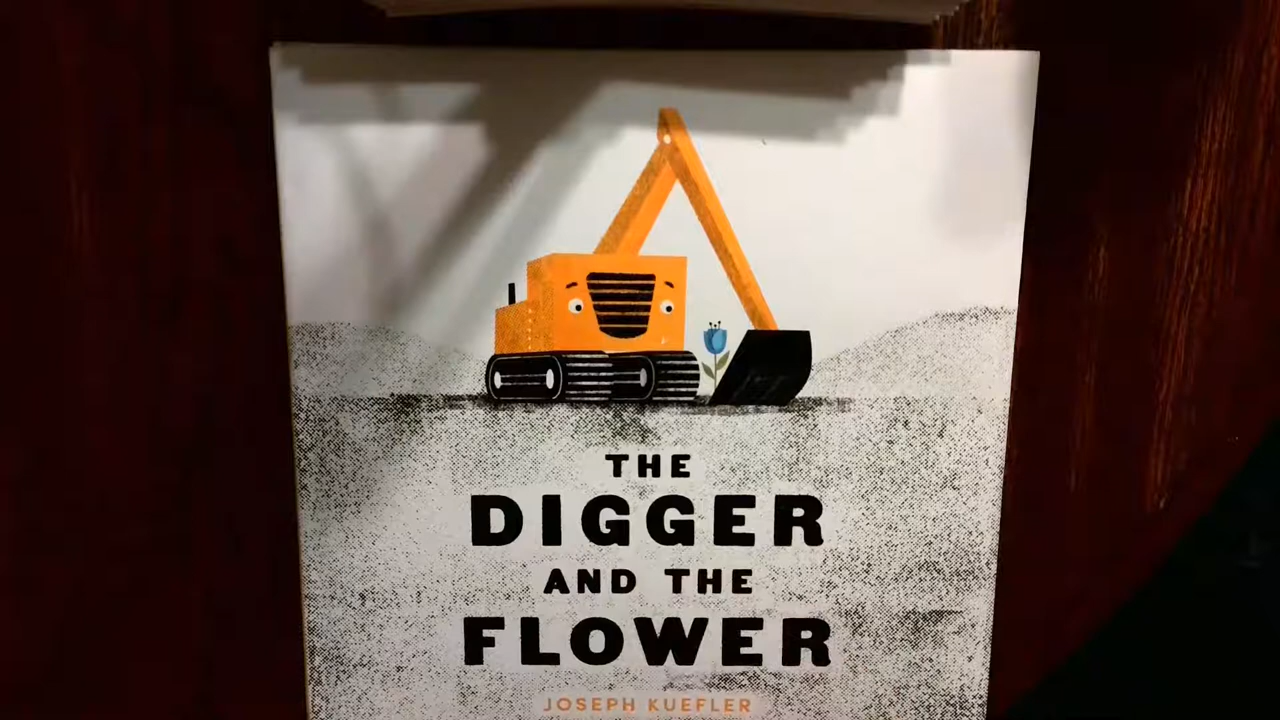 THE
DIGGER
AND THE
FLOWER
JOSEPH KUEFLER